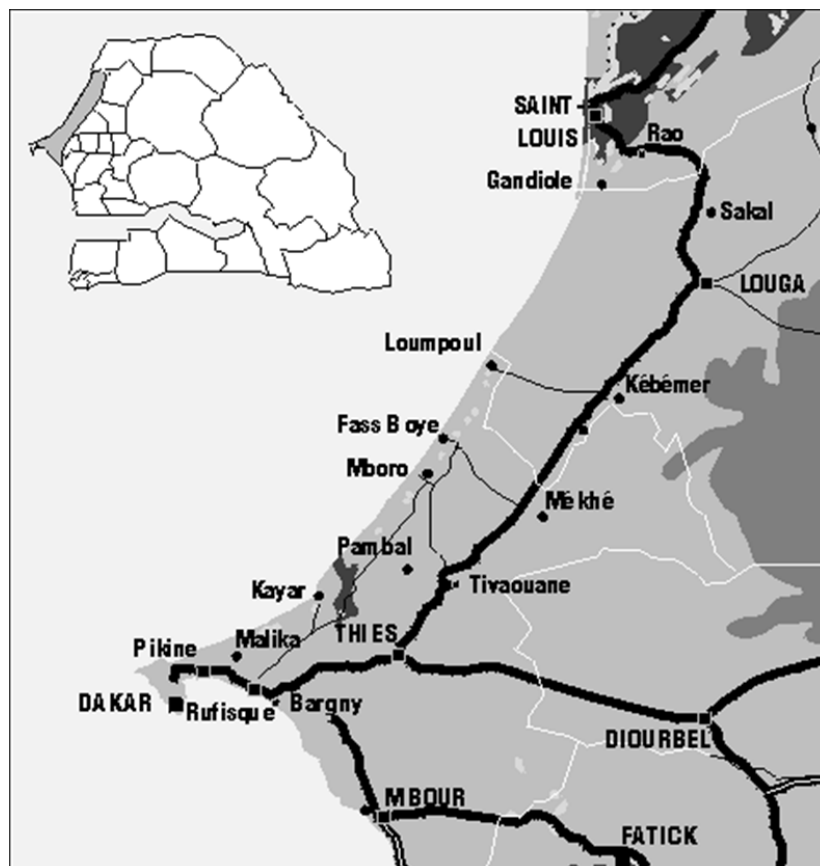 SAINT
LOUIS
Rao
Gandiole
Sakal
LOUGA
Loumpoul
Kébémer
Fass Boye
Mboro
Mékhé
Pambal
Kayar
Tivaouane
THIES
Malika
Pikine
DAKAR
Rufisque
Bargny
DIOURBEL
MBOUR
FATICK